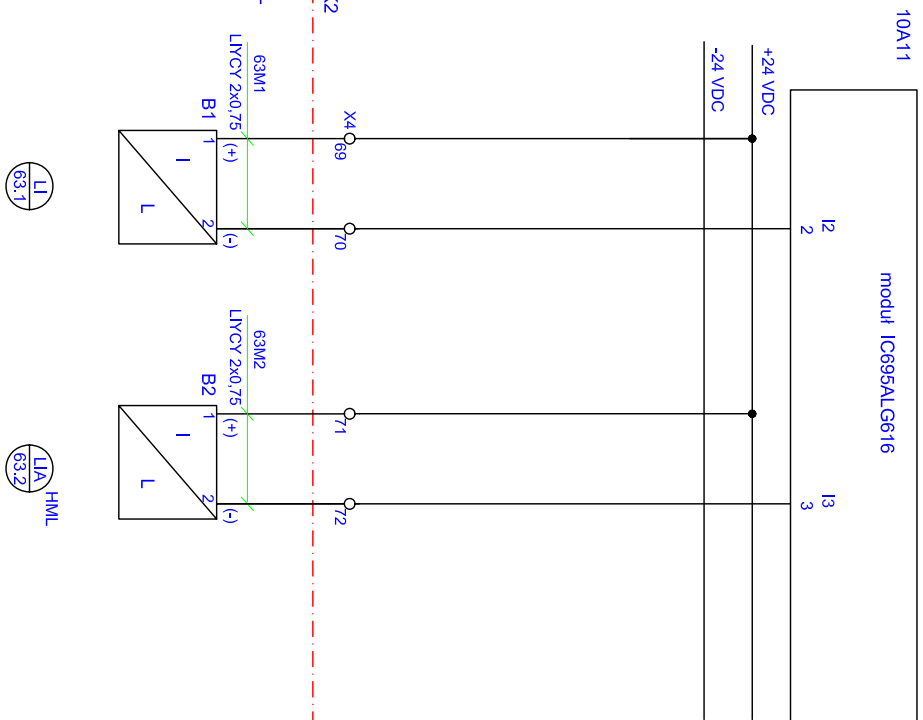 10A11
moduł IC695ALG616
I2
I3
2
3
+24 VDC
-24 VDC
X4
69
70
71
72
63M1
LIYCY 2x0,75
63M2
LIYCY 2x0,75
(+)
(-)
(+)
(-)
B1
1
2
B2
1
2
I
L
I
L
HML
LI
63.1
LIA
63.2